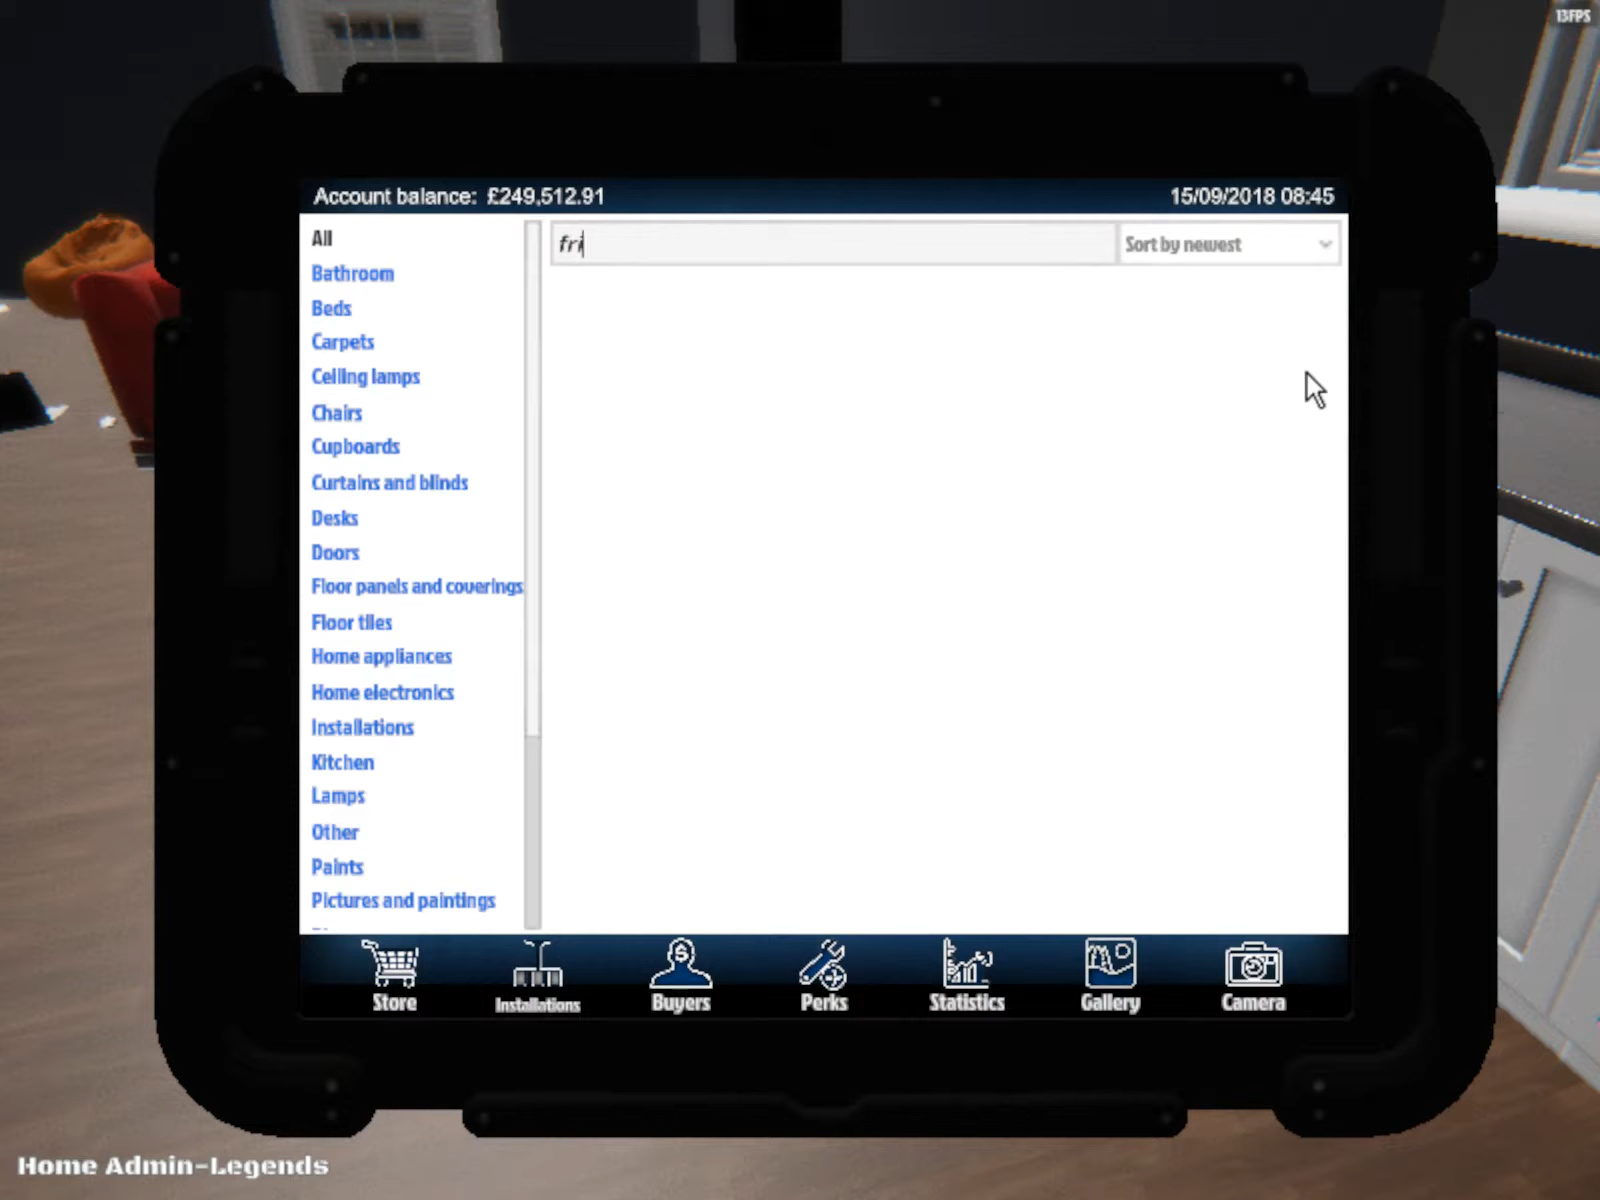 13FPS
Account balance: £249,512.91
15/09/2018 08:45
All
Bathroom
Beds
Carpets
Ceiling lamps
Chairs
Cupboards
Curtains and blinds
Desks
Doors
Floor panels and coverings
Floor tiles
Home appliances
Home electronics
Installations
Kitchen
Lamps
Other
Paints
Pictures and paintings
fri
Sort by newest
Store
Installations
Buyers
Perks
Statistics
Gallery
Camera
Home Admin-Legends